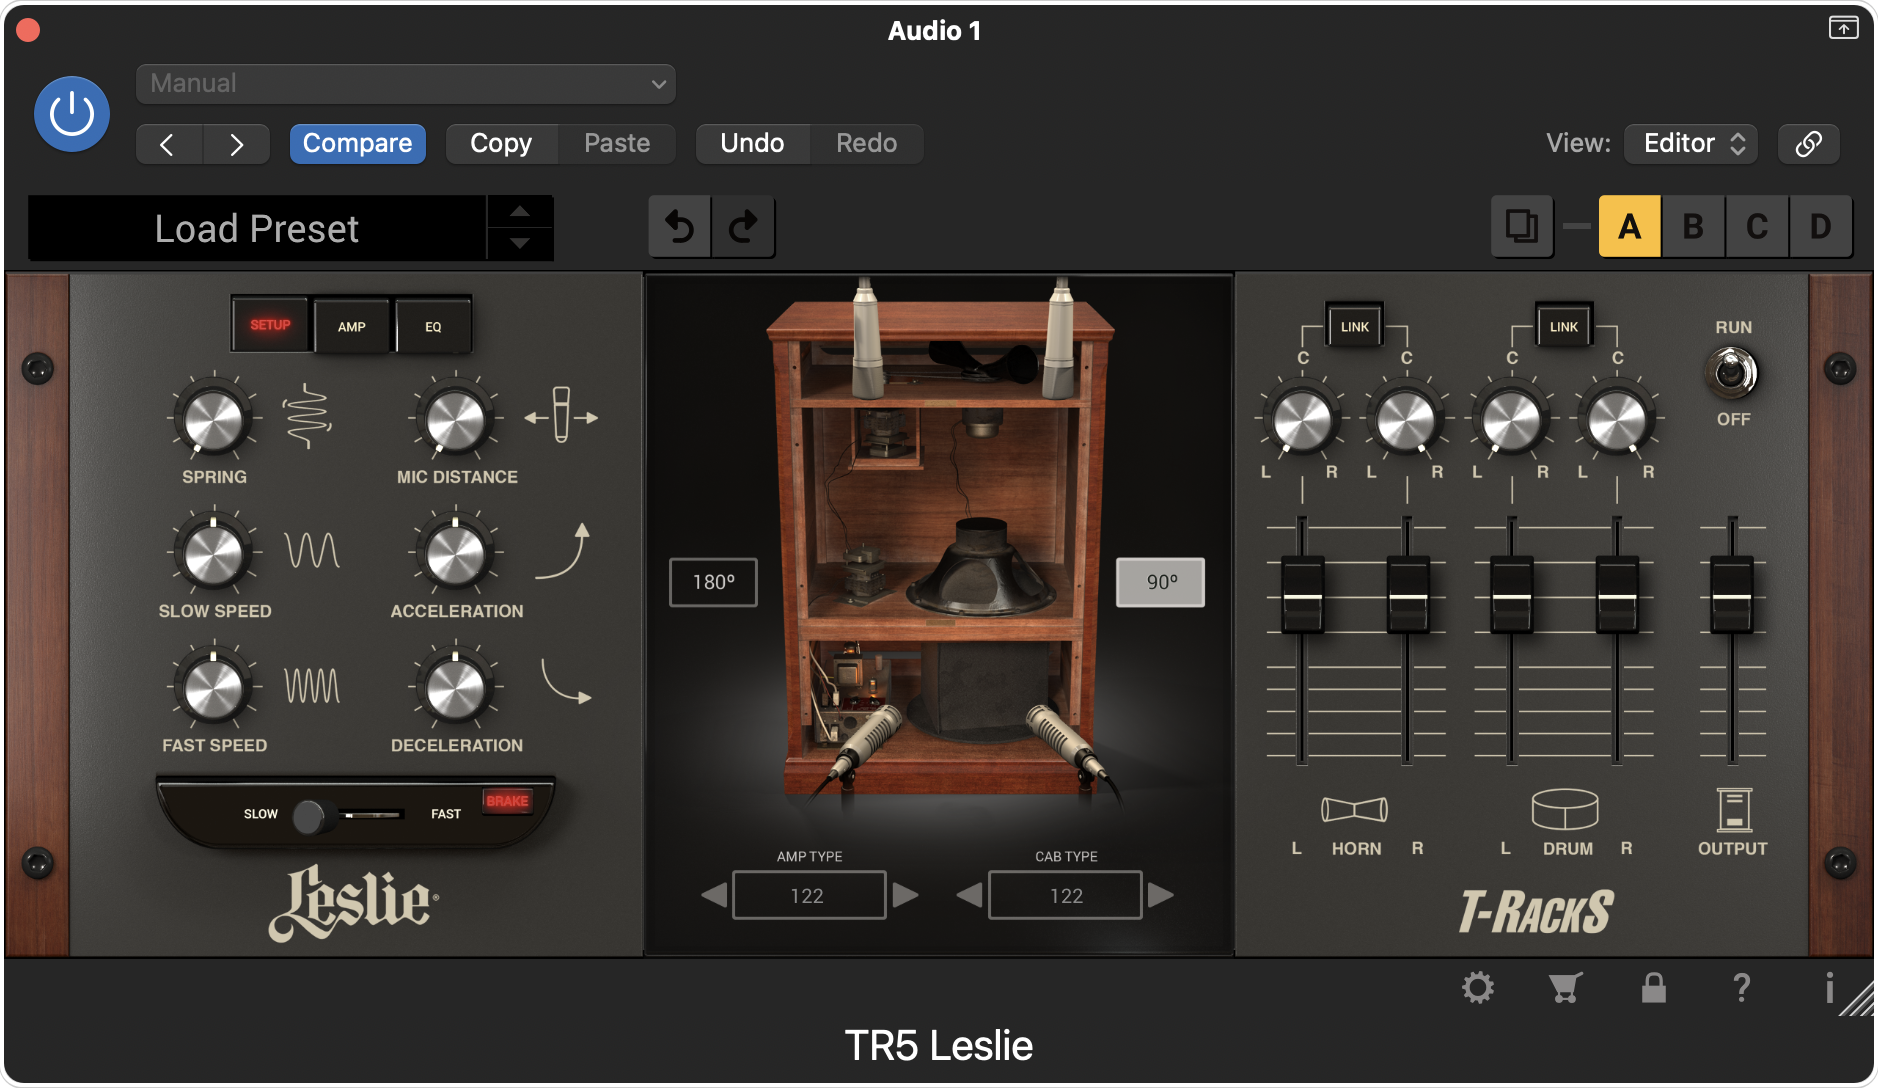 Audio 1
Manual
Compare
Copy
Paste
Undo
Redo
View:
Editor
Load Preset
A
B
C
D
SETUP
AMP
EQ
LINK
LINK
RUN
C
C
C
C
OFF
L
R
L
R
L
R
L
R
SPRING
MIC DISTANCE
180º
90º
SLOW SPEED
ACCELERATION
FAST SPEED
DECELERATION
SLOW
FAST
BRAKE
L
HORN
R
L
DRUM
R
OUTPUT
AMP TYPE
CAB TYPE
122
122
Leslie®
T-RackS
?
i
TR5 Leslie